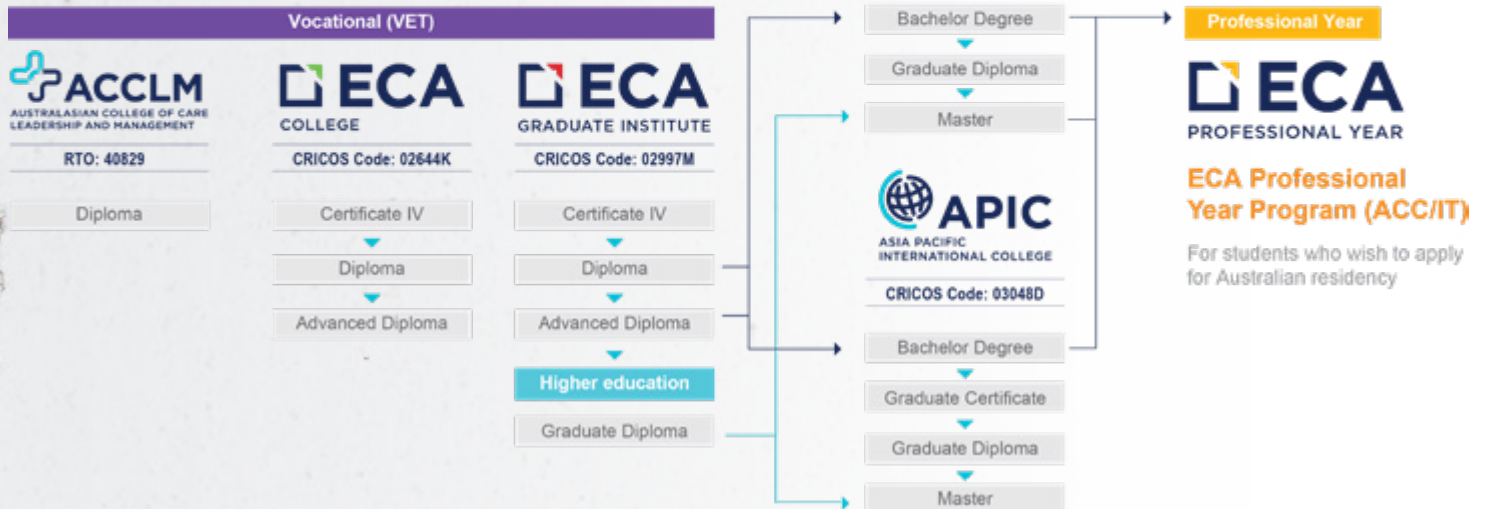 Vocational (VET)
ACCLM
AUSTRALASIAN COLLEGE OF CARE
LEADERSHIP AND MANAGEMENT
RTO: 40829
Diploma
ECA
COLLEGE
CRICOS Code: 02644K
Certificate IV
Diploma
Advanced Diploma
ECA
GRADUATE INSTITUTE
CRICOS Code: 02997M
Certificate IV
Diploma
Advanced Diploma
Higher education
Graduate Diploma
Bachelor Degree
Graduate Diploma
Master
APIC
ASIA PACIFIC
INTERNATIONAL COLLEGE
CRICOS Code: 03048D
Bachelor Degree
Graduate Certificate
Graduate Diploma
Master
Professional Year
ECA
PROFESSIONAL YEAR
ECA Professional
Year Program (ACC/IT)
For students who wish to apply
for Australian residency